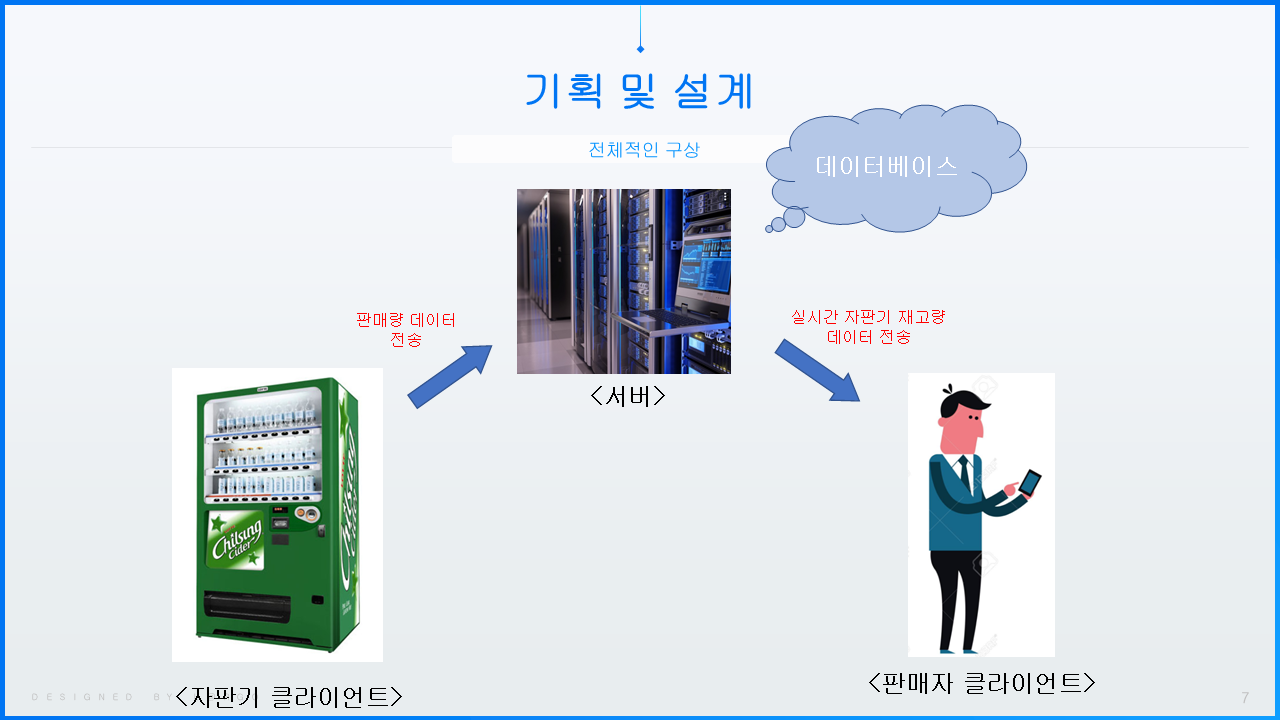 기획 및 설계
전체적인 구상
데이터베이스
판매량 데이터
전송
실시간 자판기 재고량
데이터 전송
<서버>
Chilsung
Cider
<자판기 클라이언트>
<판매자 클라이언트>
DESIGNED BY
7